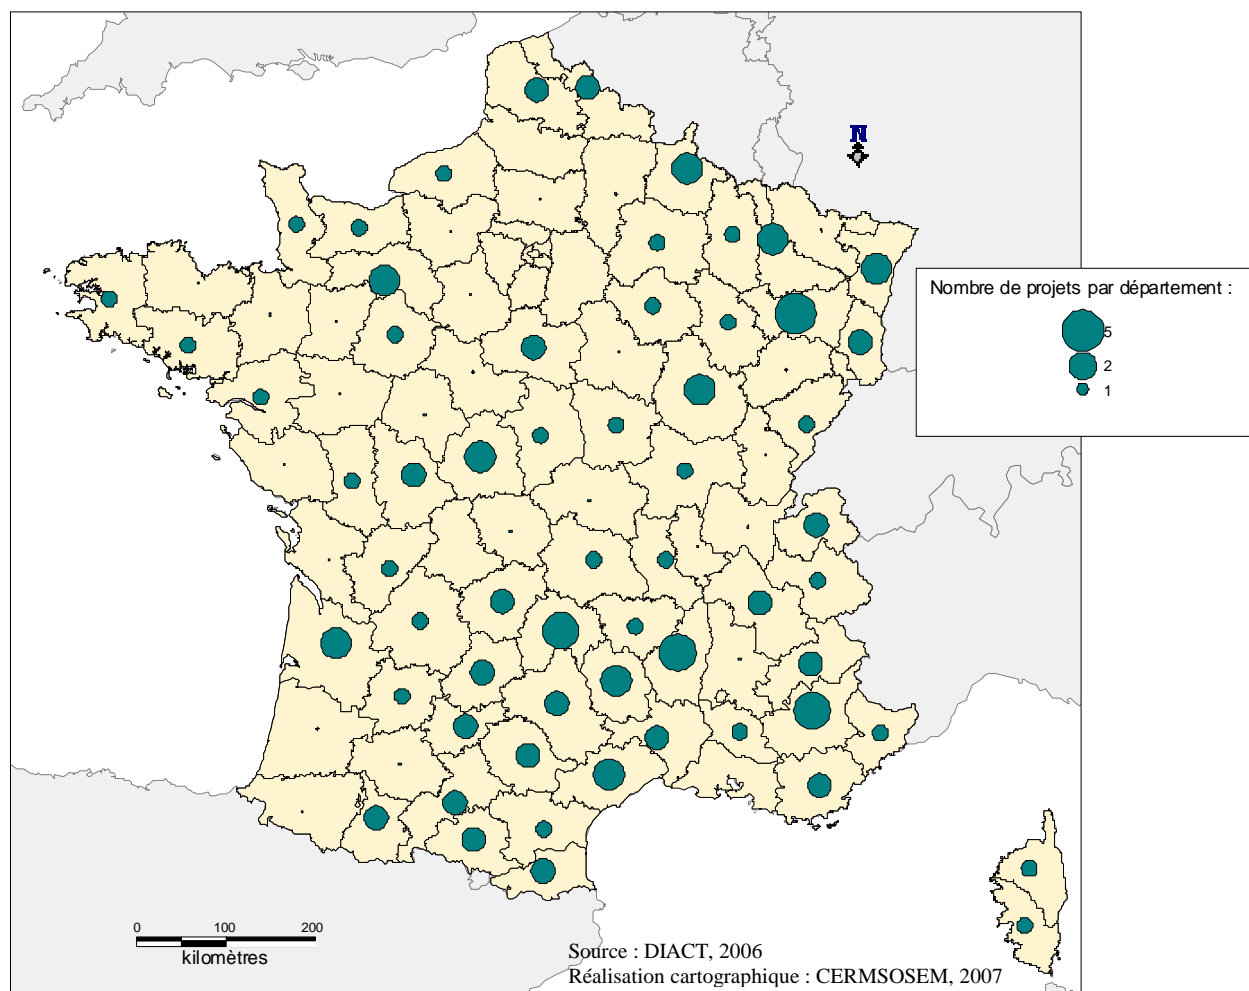 N
Nombre de projets par département :
5
2
1
0 100 200
kilomètres
Source : DIACT, 2006
Réalisation cartographique : CERMSOSEM, 2007